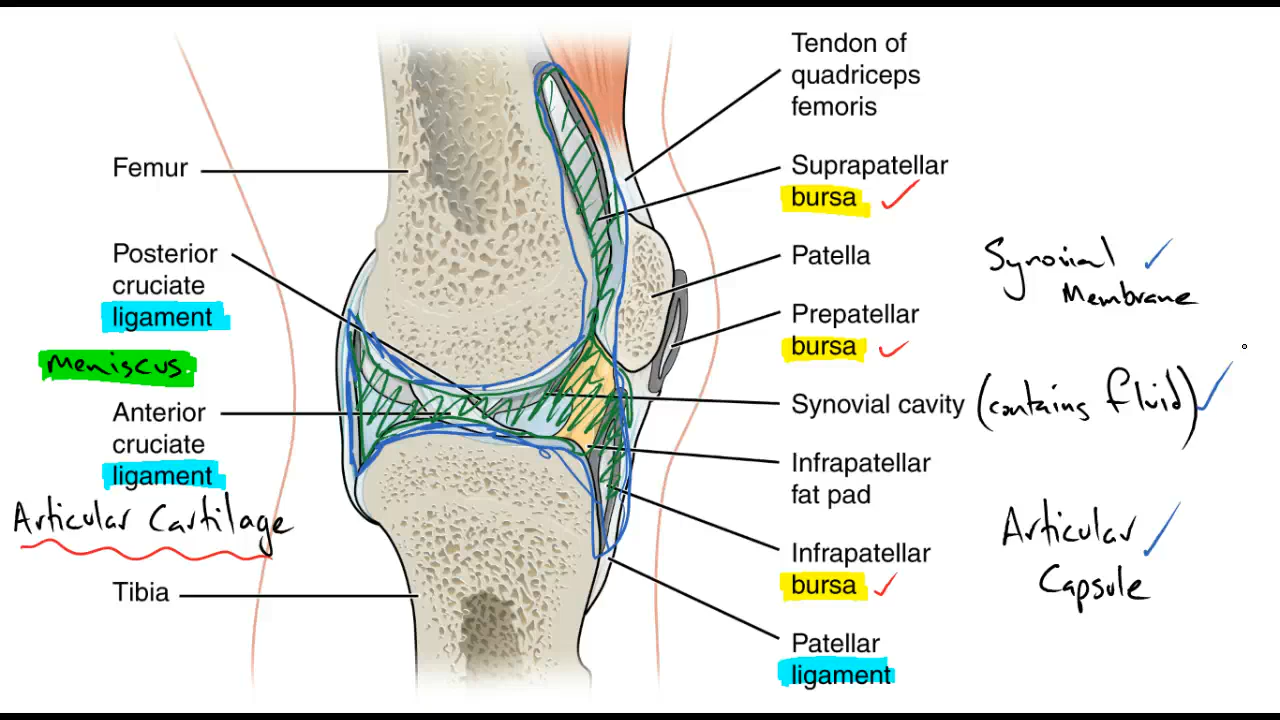 Femur
Posterior
cruciate
ligament
Meniscus
Anterior
cruciate
ligament
Articular Cartilage
Tibia
Tendon of
quadriceps
femoris
Suprapatellar
bursa
Patella
Prepatellar
bursa
Synovial cavity (contains fluid)
Infrapatellar
fat pad
Infrapatellar
bursa
Patellar
ligament
Synovial
Membrane
Articular
Capsule